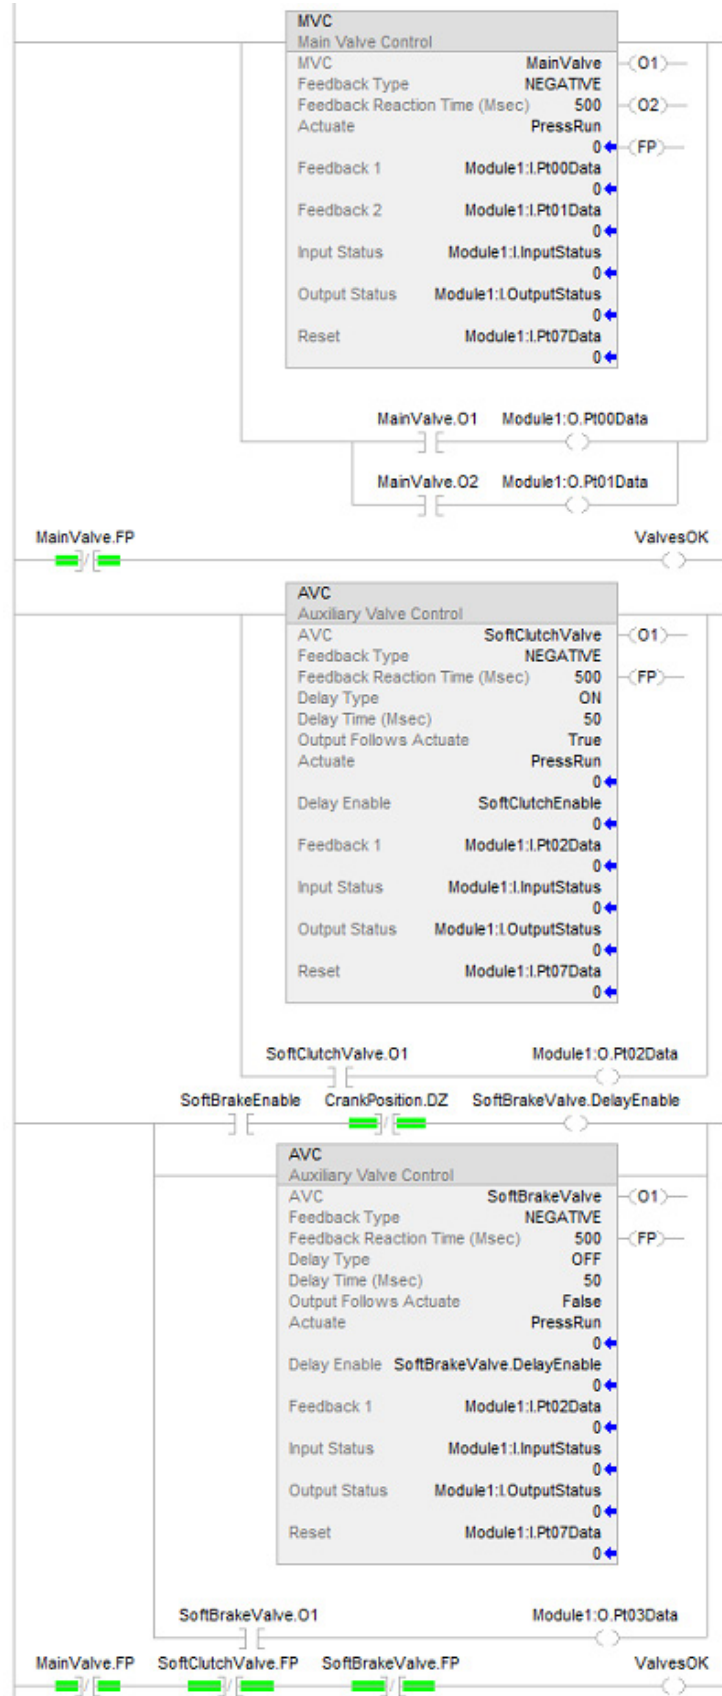 MVC
Main Valve Control
MVC MainValve (O1)
Feedback Type NEGATIVE
Feedback Reaction Time (Msec) 500 (O2)
Actuate PressRun
0 (FP)
Feedback 1 Module1:I.Pt00Data
0
Feedback 2 Module1:I.Pt01Data
0
Input Status Module1:I.InputStatus
0
Output Status Module1:I.OutputStatus
0
Reset Module1:I.Pt07Data
0
MainValve.O1 Module1:O.Pt00Data
MainValve.O2 Module1:O.Pt01Data
MainValve.FP ValvesOK
AVC
Auxiliary Valve Control
AVC SoftClutchValve (O1)
Feedback Type NEGATIVE
Feedback Reaction Time (Msec) 500 (FP)
Delay Type ON
Delay Time (Msec) 50
Output Follows Actuate True
Actuate PressRun
0
Delay Enable SoftClutchEnable
0
Feedback 1 Module1:I.Pt02Data
0
Input Status Module1:I.InputStatus
0
Output Status Module1:I.OutputStatus
0
Reset Module1:I.Pt07Data
0
SoftClutchValve.O1 Module1:O.Pt02Data
SoftBrakeEnable CrankPosition.DZ SoftBrakeValve.DelayEnable
AVC
Auxiliary Valve Control
AVC SoftBrakeValve (O1)
Feedback Type NEGATIVE
Feedback Reaction Time (Msec) 500 (FP)
Delay Type OFF
Delay Time (Msec) 50
Output Follows Actuate False
Actuate PressRun
0
Delay Enable SoftBrakeValve.DelayEnable
0
Feedback 1 Module1:I.Pt02Data
0
Input Status Module1:I.InputStatus
0
Output Status Module1:I.OutputStatus
0
Reset Module1:I.Pt07Data
0
SoftBrakeValve.O1 Module1:O.Pt03Data
MainValve.FP SoftClutchValve.FP SoftBrakeValve.FP ValvesOK